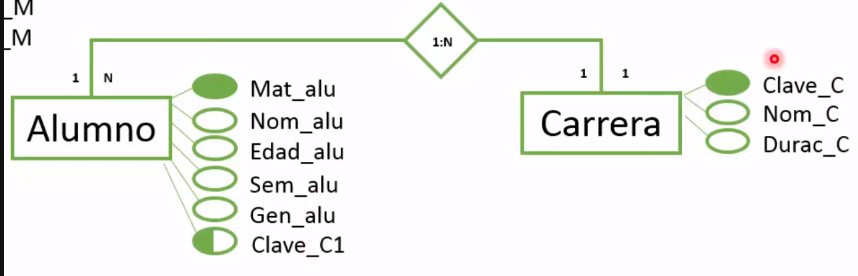 _M
_M
1:N
1 N
1 1
Alumno
Mat_alu
Nom_alu
Edad_alu
Sem_alu
Gen_alu
Clave_C1
Carrera
Clave_C
Nom_C
Durac_C